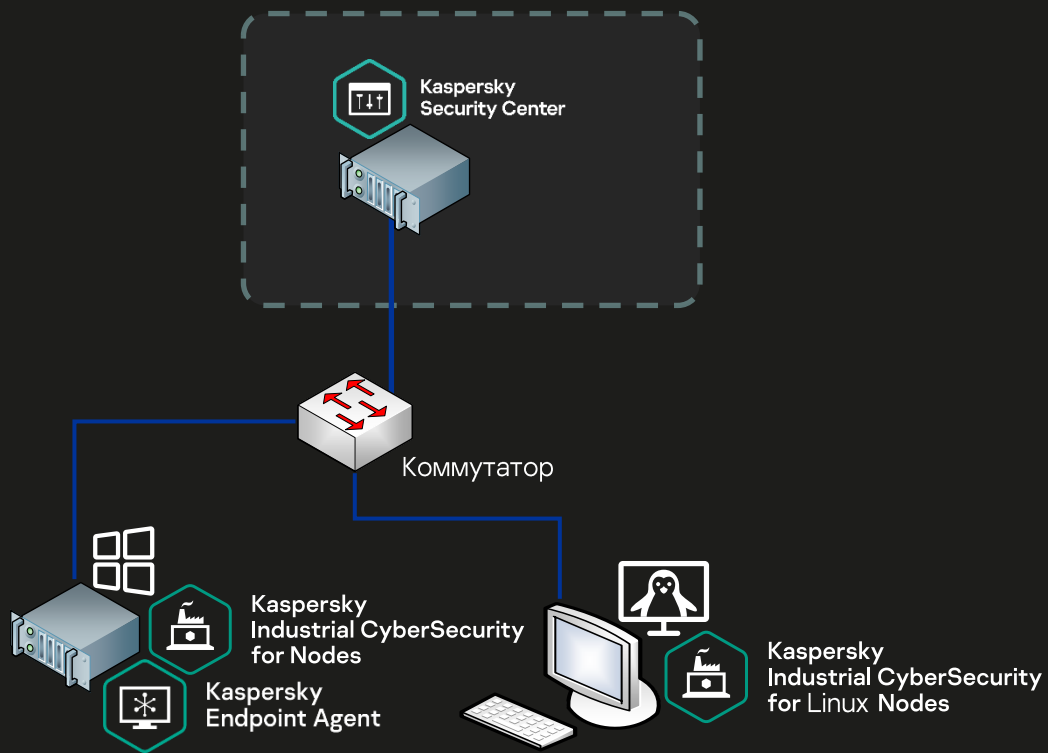 Kaspersky
Security Center
Коммутатор
Kaspersky
Industrial CyberSecurity
for Nodes
Kaspersky
Endpoint Agent
Kaspersky
Industrial CyberSecurity
for Linux Nodes